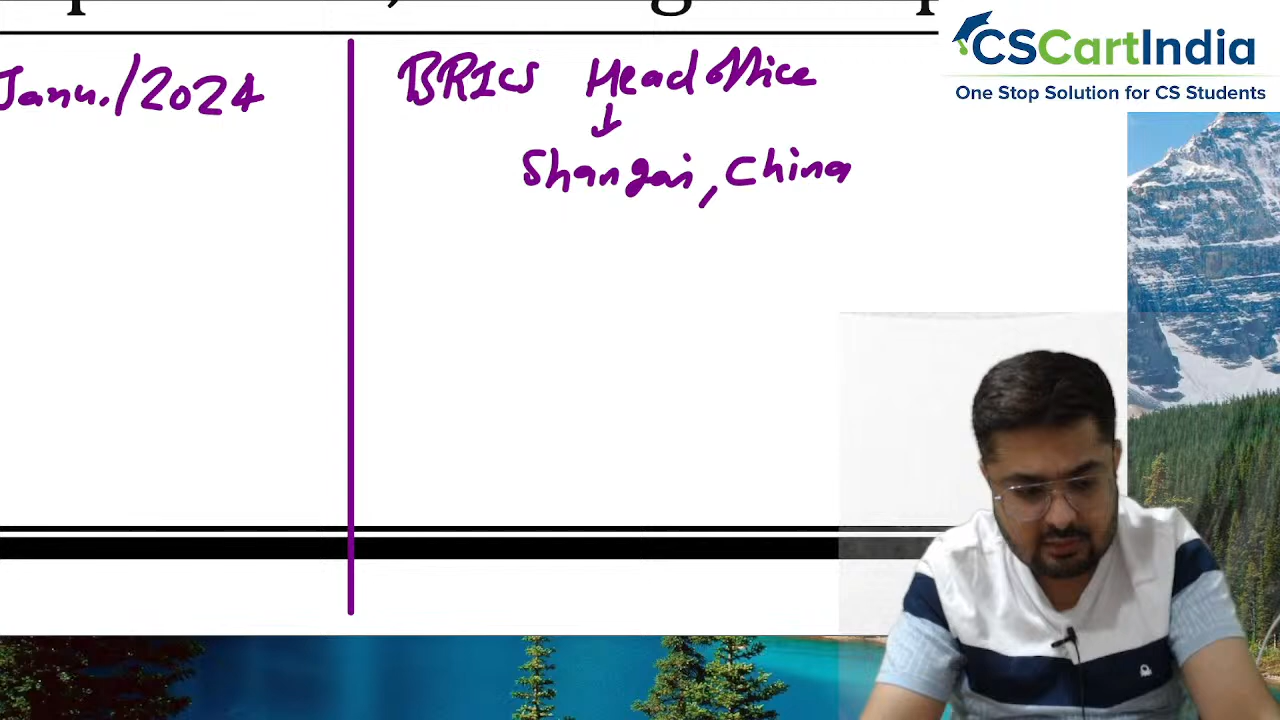 CSCartIndia
One Stop Solution for CS Students
Janu./2024
BRICS Head office
Shangai, China